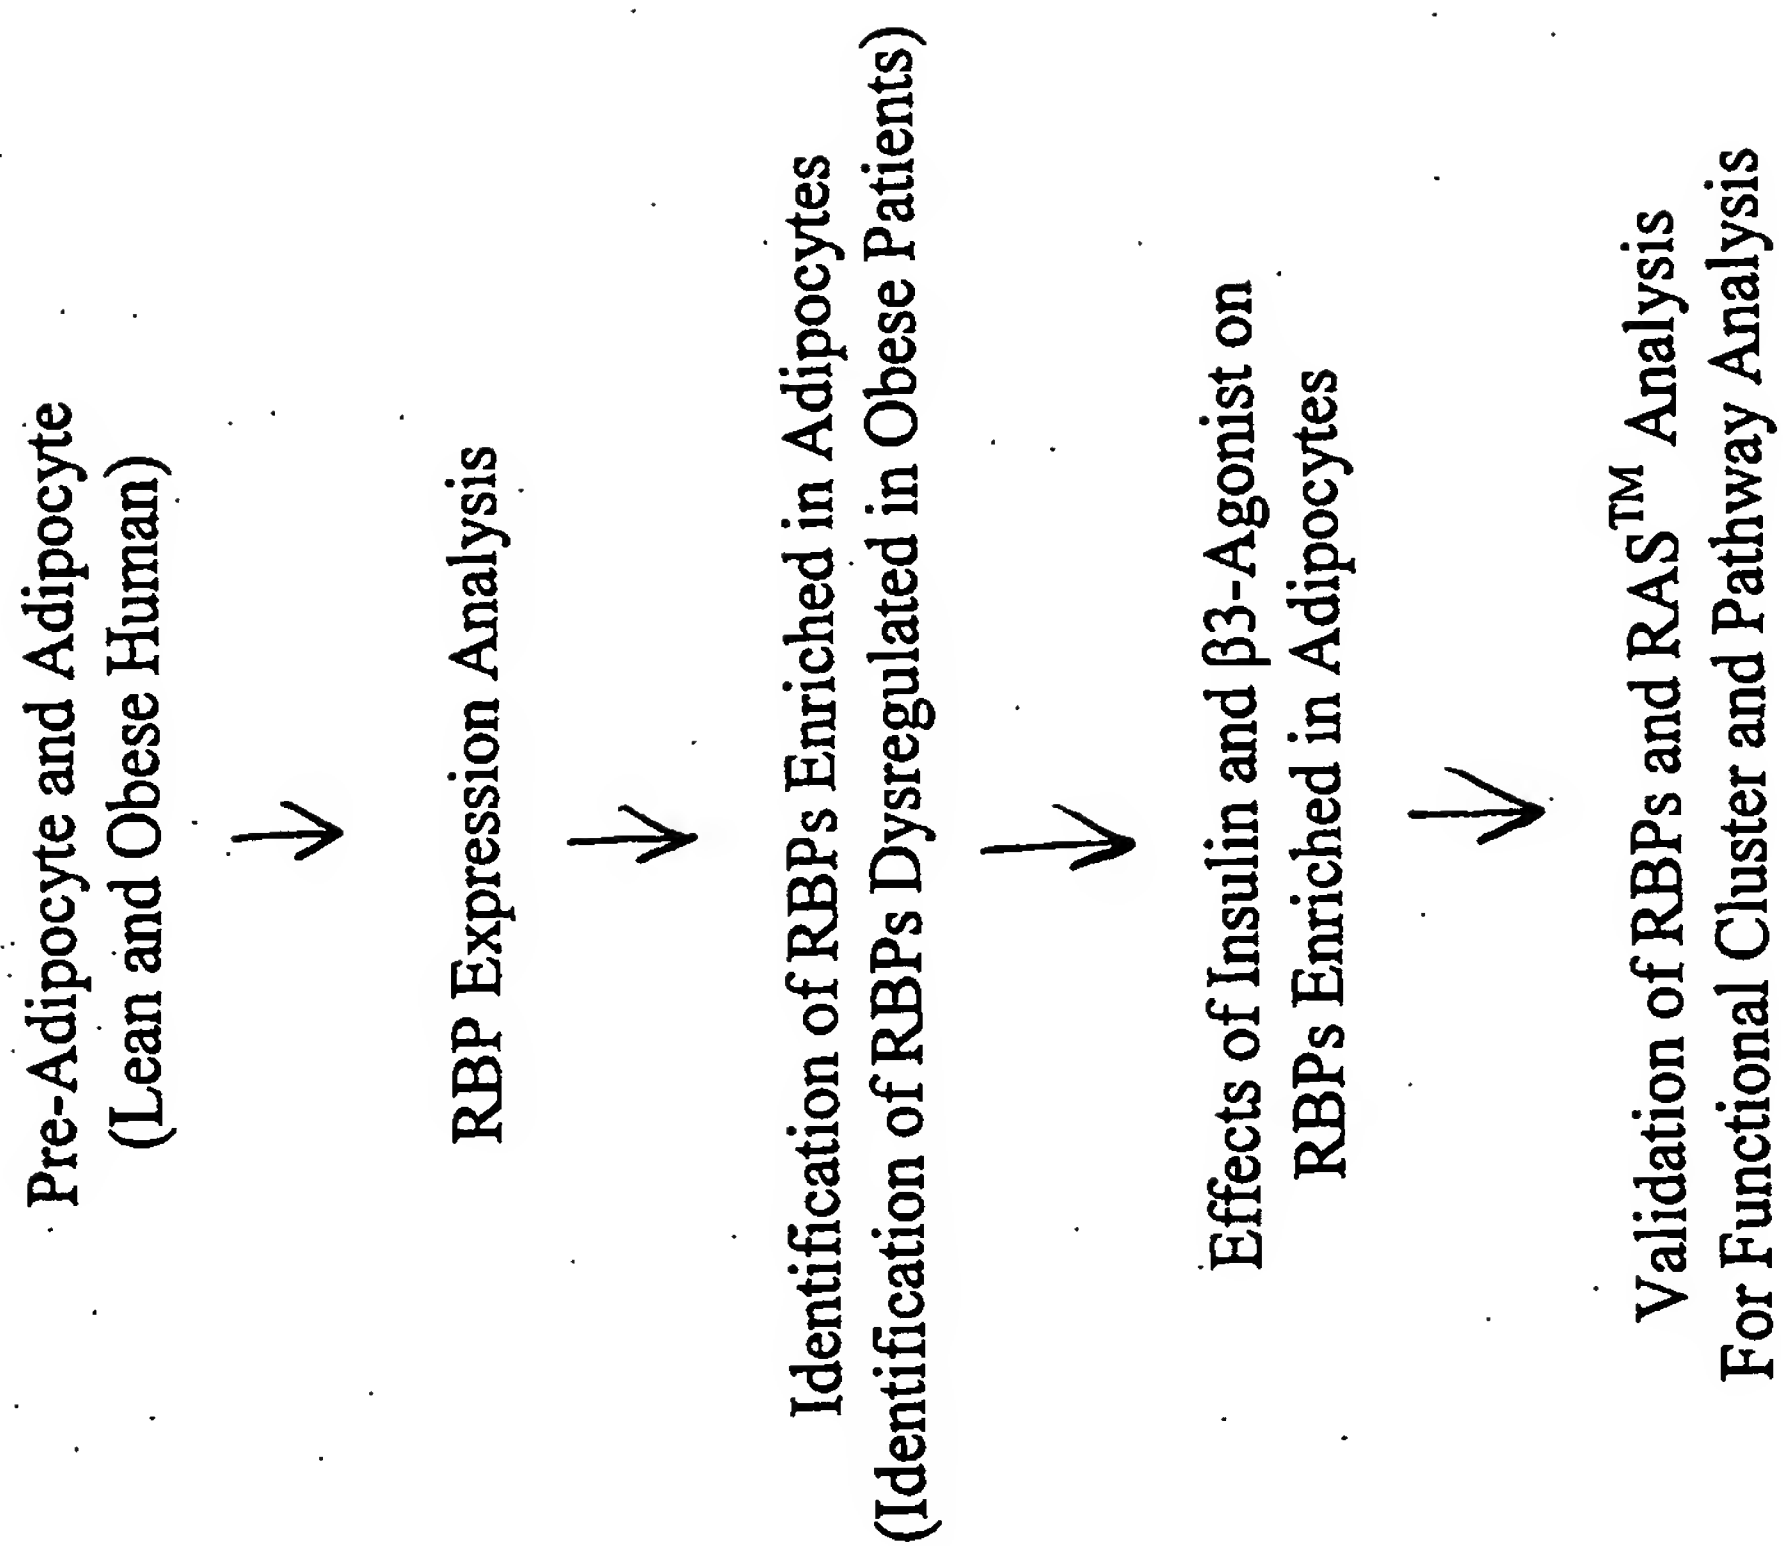 Pre-Adipocyte and Adipocyte
(Lean and Obese Human)
RBP Expression Analysis
Identification of RBPs Enriched in Adipocytes
(Identification of RBPs Dysregulated in Obese Patients)
Effects of Insulin and β3-Agonist on
RBPs Enriched in Adipocytes
Validation of RBPs and RAS™ Analysis
For Functional Cluster and Pathway Analysis